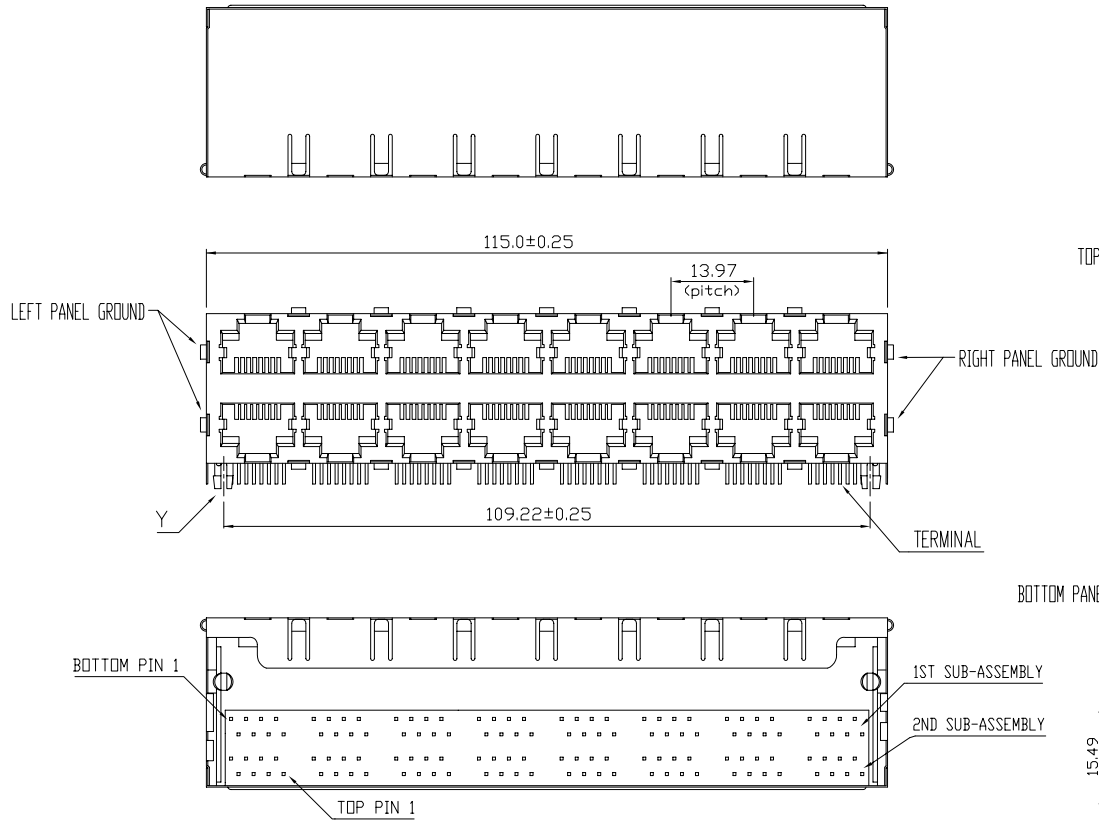 115.0±0.25
13.97
(pitch)
TOP
LEFT PANEL GROUND
RIGHT PANEL GROUND
Y
109.22±0.25
TERMINAL
BOTTOM PANE
BOTTOM PIN 1
1ST SUB-ASSEMBLY
2ND SUB-ASSEMBLY
15.49
TOP PIN 1